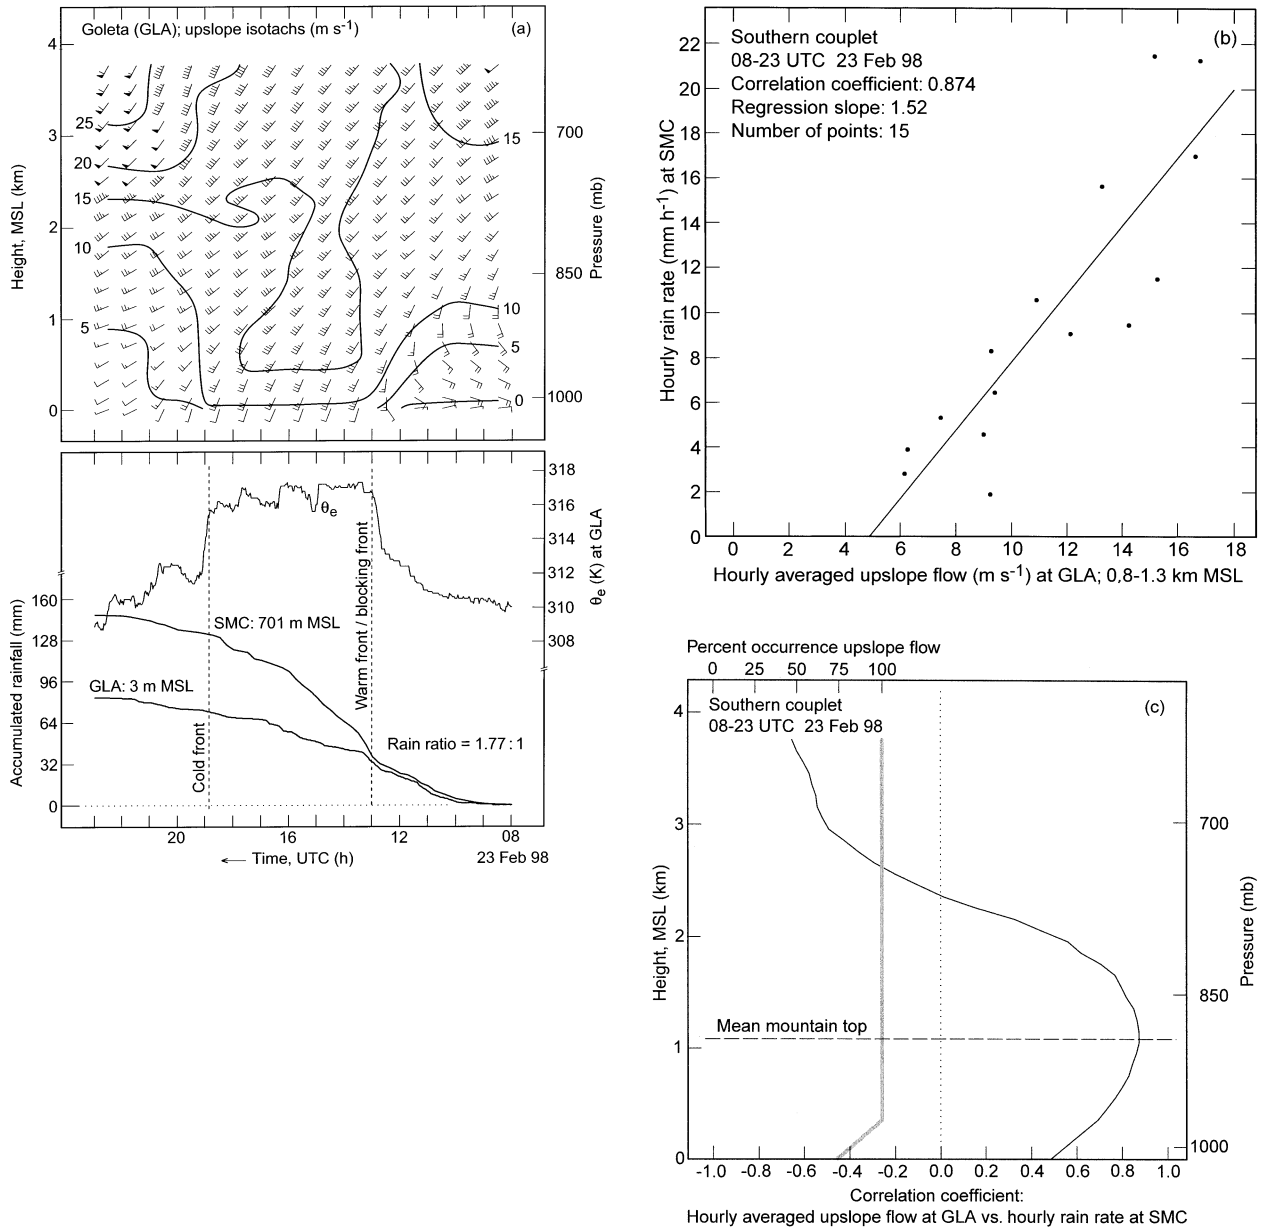 Goleta (GLA); upslope isotachs (m s⁻¹)
(a)
4
3
2
1
0
Height, MSL (km)
25
20
15
10
5
15
10
5
0
700
850
1000
Pressure (mb)
318
316
314
312
310
308
θe (K) at GLA
θe
160
128
96
64
32
0
Accumulated rainfall (mm)
SMC: 701 m MSL
GLA: 3 m MSL
Cold front
Warm front / blocking front
Rain ratio = 1.77 : 1
20 16 12 08
← Time, UTC (h) 23 Feb 98
(b)
Southern couplet
08-23 UTC 23 Feb 98
Correlation coefficient: 0.874
Regression slope: 1.52
Number of points: 15
22
20
18
16
14
12
10
8
6
4
2
0
Hourly rain rate (mm h⁻¹) at SMC
0 2 4 6 8 10 12 14 16 18
Hourly averaged upslope flow (m s⁻¹) at GLA; 0.8-1.3 km MSL
Percent occurrence upslope flow
0 25 50 75 100
Southern couplet
08-23 UTC 23 Feb 98
(c)
4
3
2
1
0
Height, MSL (km)
Mean mountain top
700
850
1000
Pressure (mb)
-1.0 -0.8 -0.6 -0.4 -0.2 0.0 0.2 0.4 0.6 0.8 1.0
Correlation coefficient:
Hourly averaged upslope flow at GLA vs. hourly rain rate at SMC